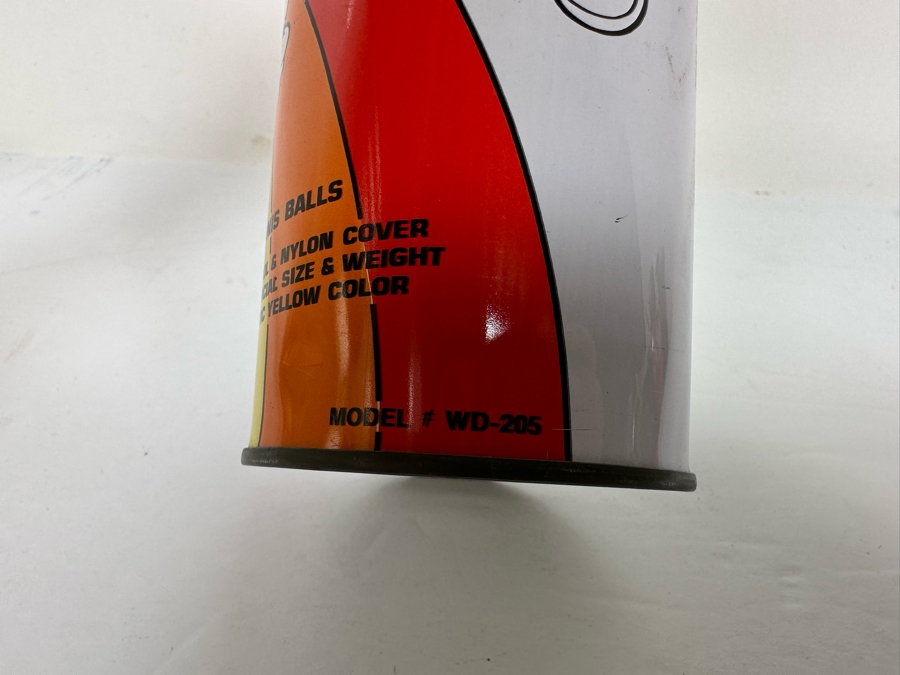 BALLS
& NYLON COVER
SIZE & WEIGHT
YELLOW COLOR
MODEL # WD-205